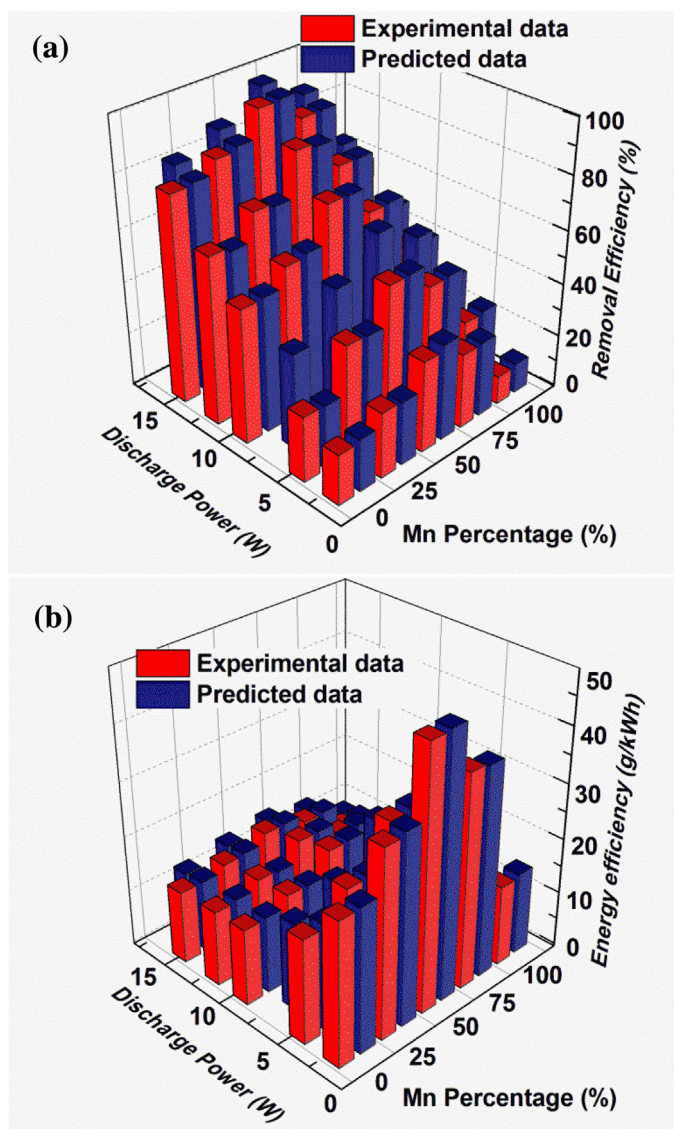 (a)
Experimental data
Predicted data
100
80
60
40
20
0
Removal Efficiency (%)
15
10
5
0
Discharge Power (W)
0
25
50
75
100
Mn Percentage (%)
(b)
Experimental data
Predicted data
50
40
30
20
10
0
Energy efficiency (g/kWh)
15
10
5
0
Discharge Power (W)
0
25
50
75
100
Mn Percentage (%)